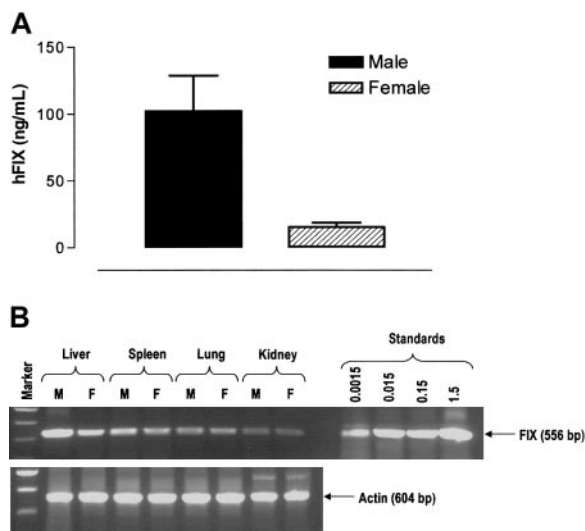 A
150
100
50
0
hFIX (ng/mL)
Male
Female
B
Marker
Liver Spleen Lung Kidney
Standards
M F M F M F M F
0.0015 0.015 0.15 1.5
FIX (556 bp)
Actin (604 bp)